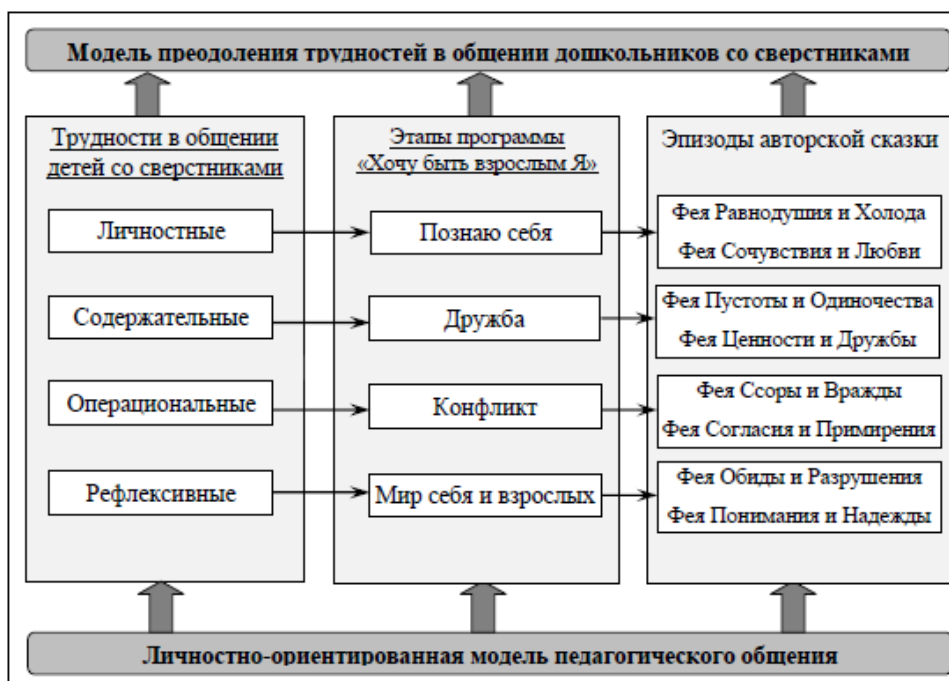 Модель преодоления трудностей в общении дошкольников со сверстниками
Трудности в общении
детей со сверстниками
Личностные
Содержательные
Операциональные
Рефлексивные
Этапы программы
«Хочу быть взрослым Я»
Познаю себя
Дружба
Конфликт
Мир себя и взрослых
Эпизоды авторской сказки
Фея Равнодушия и Холода
Фея Сочувствия и Любви
Фея Пустоты и Одиночества
Фея Ценности и Дружбы
Фея Ссоры и Вражды
Фея Согласия и Примирения
Фея Обиды и Разрушения
Фея Понимания и Надежды
Личностно-ориентированная модель педагогического общения